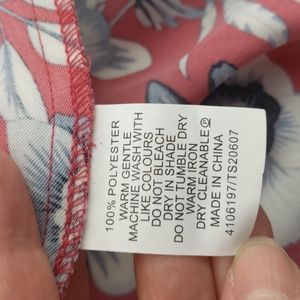 100% POLYESTER
WARM GENTLE
MACHINE WASH WITH
LIKE COLOURS
DO NOT BLEACH
DRY IN SHADE
DO NOT TUMBLE DRY
WARM IRON
DRY CLEANABLE Ⓟ
MADE IN CHINA
4106197/TS20607